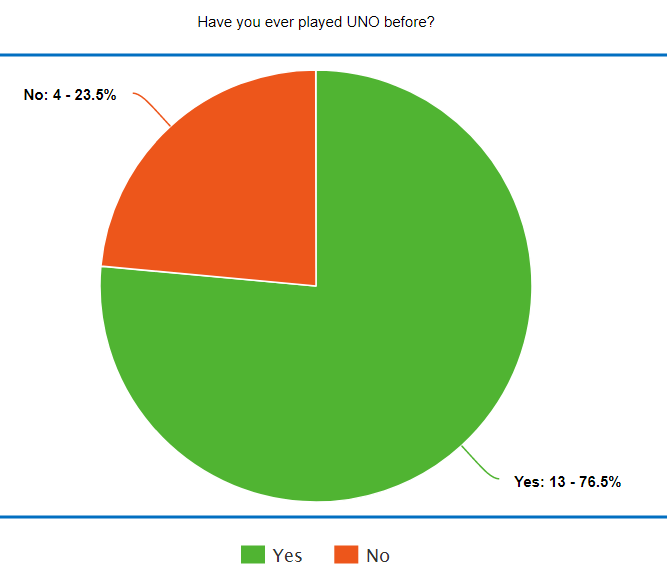 Have you ever played UNO before?
No: 4 - 23.5%
Yes: 13 - 76.5%
Yes No